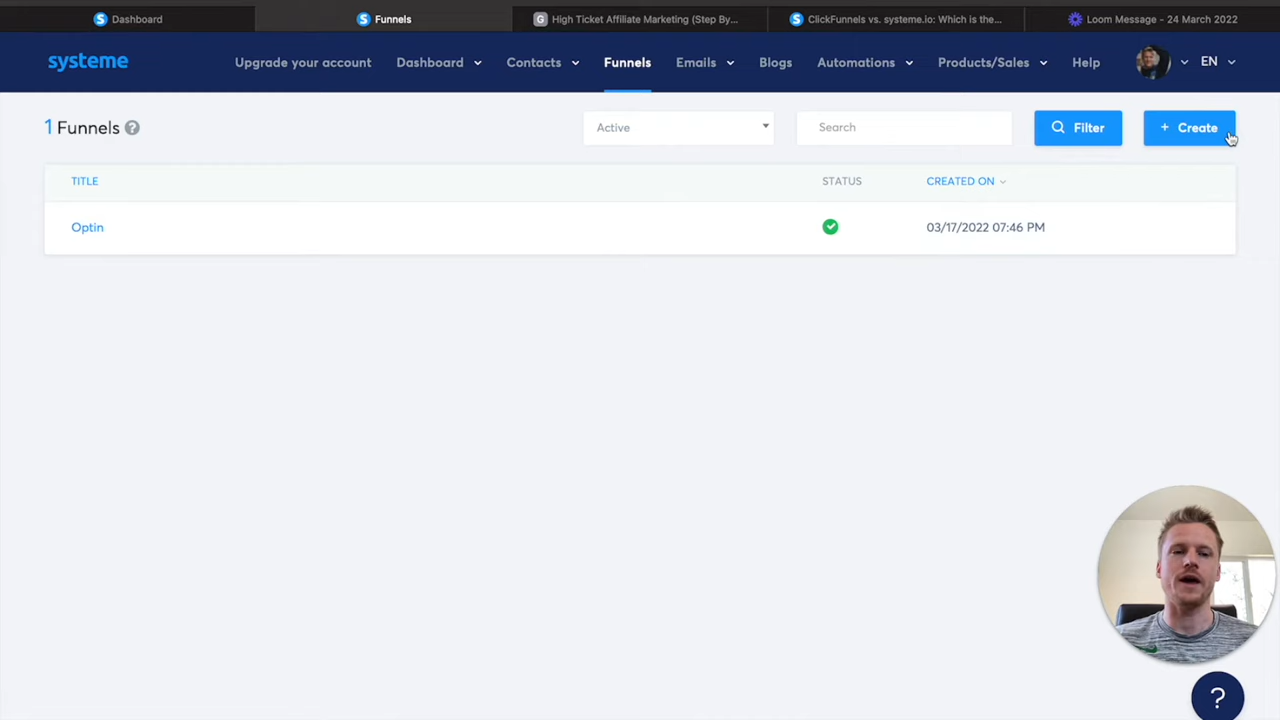 Dashboard
Funnels
High Ticket Affiliate Marketing (Step By...
ClickFunnels vs. systeme.io: Which is the...
Loom Message - 24 March 2022
systeme
Upgrade your account
Dashboard
Contacts
Funnels
Emails
Blogs
Automations
Products/Sales
Help
EN
1 Funnels ?
Active
Search
Filter
+ Create
TITLE
STATUS
CREATED ON
Optin
03/17/2022 07:46 PM
?